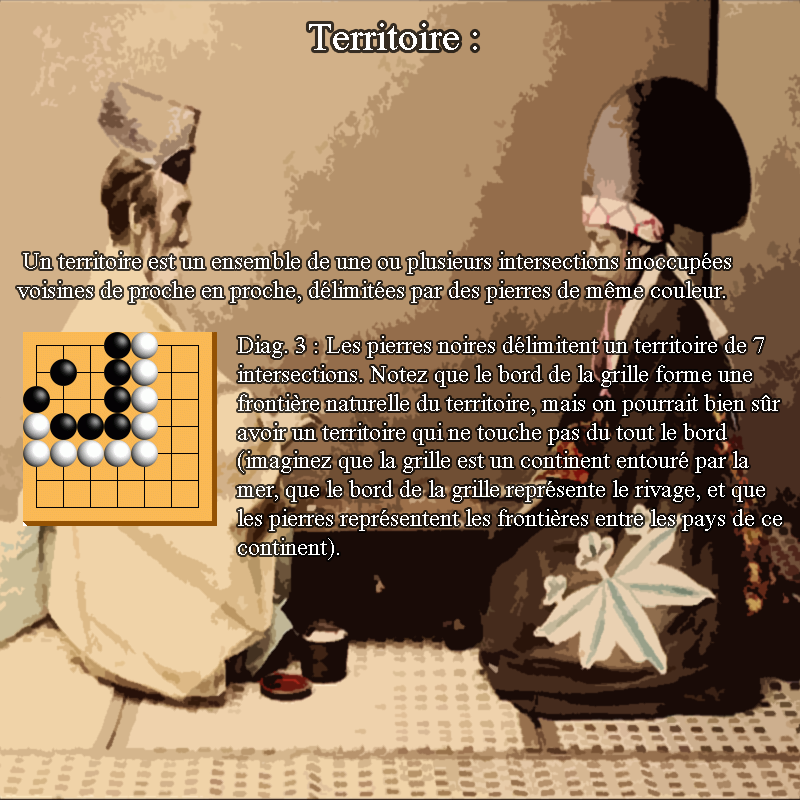 Territoire :
Un territoire est un ensemble de une ou plusieurs intersections inoccupées
voisines de proche en proche, délimitées par des pierres de même couleur.
Diag. 3 : Les pierres noires délimitent un territoire de 7
intersections. Notez que le bord de la grille forme une
frontière naturelle du territoire, mais on pourrait bien sûr
avoir un territoire qui ne touche pas du tout le bord
(imaginez que la grille est un continent entouré par la
mer, que le bord de la grille représente le rivage, et que
les pierres représentent les frontières entre les pays de ce
continent).